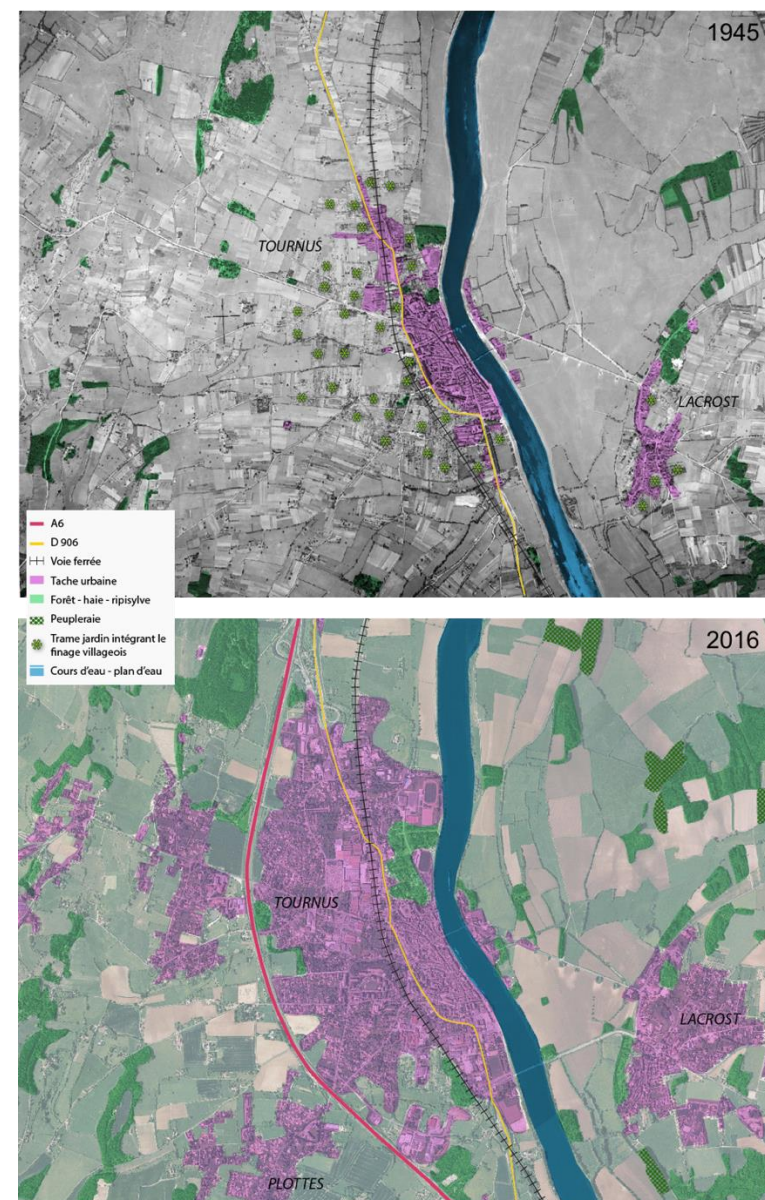 1945
TOURNUS
LACROST
A6
D 906
Voie ferrée
Tache urbaine
Forêt - haie - ripisylve
Peupleraie
Trame jardin intégrant le
finage villageois
Cours d'eau - plan d'eau
2016
TOURNUS
LACROST
PLOTTES